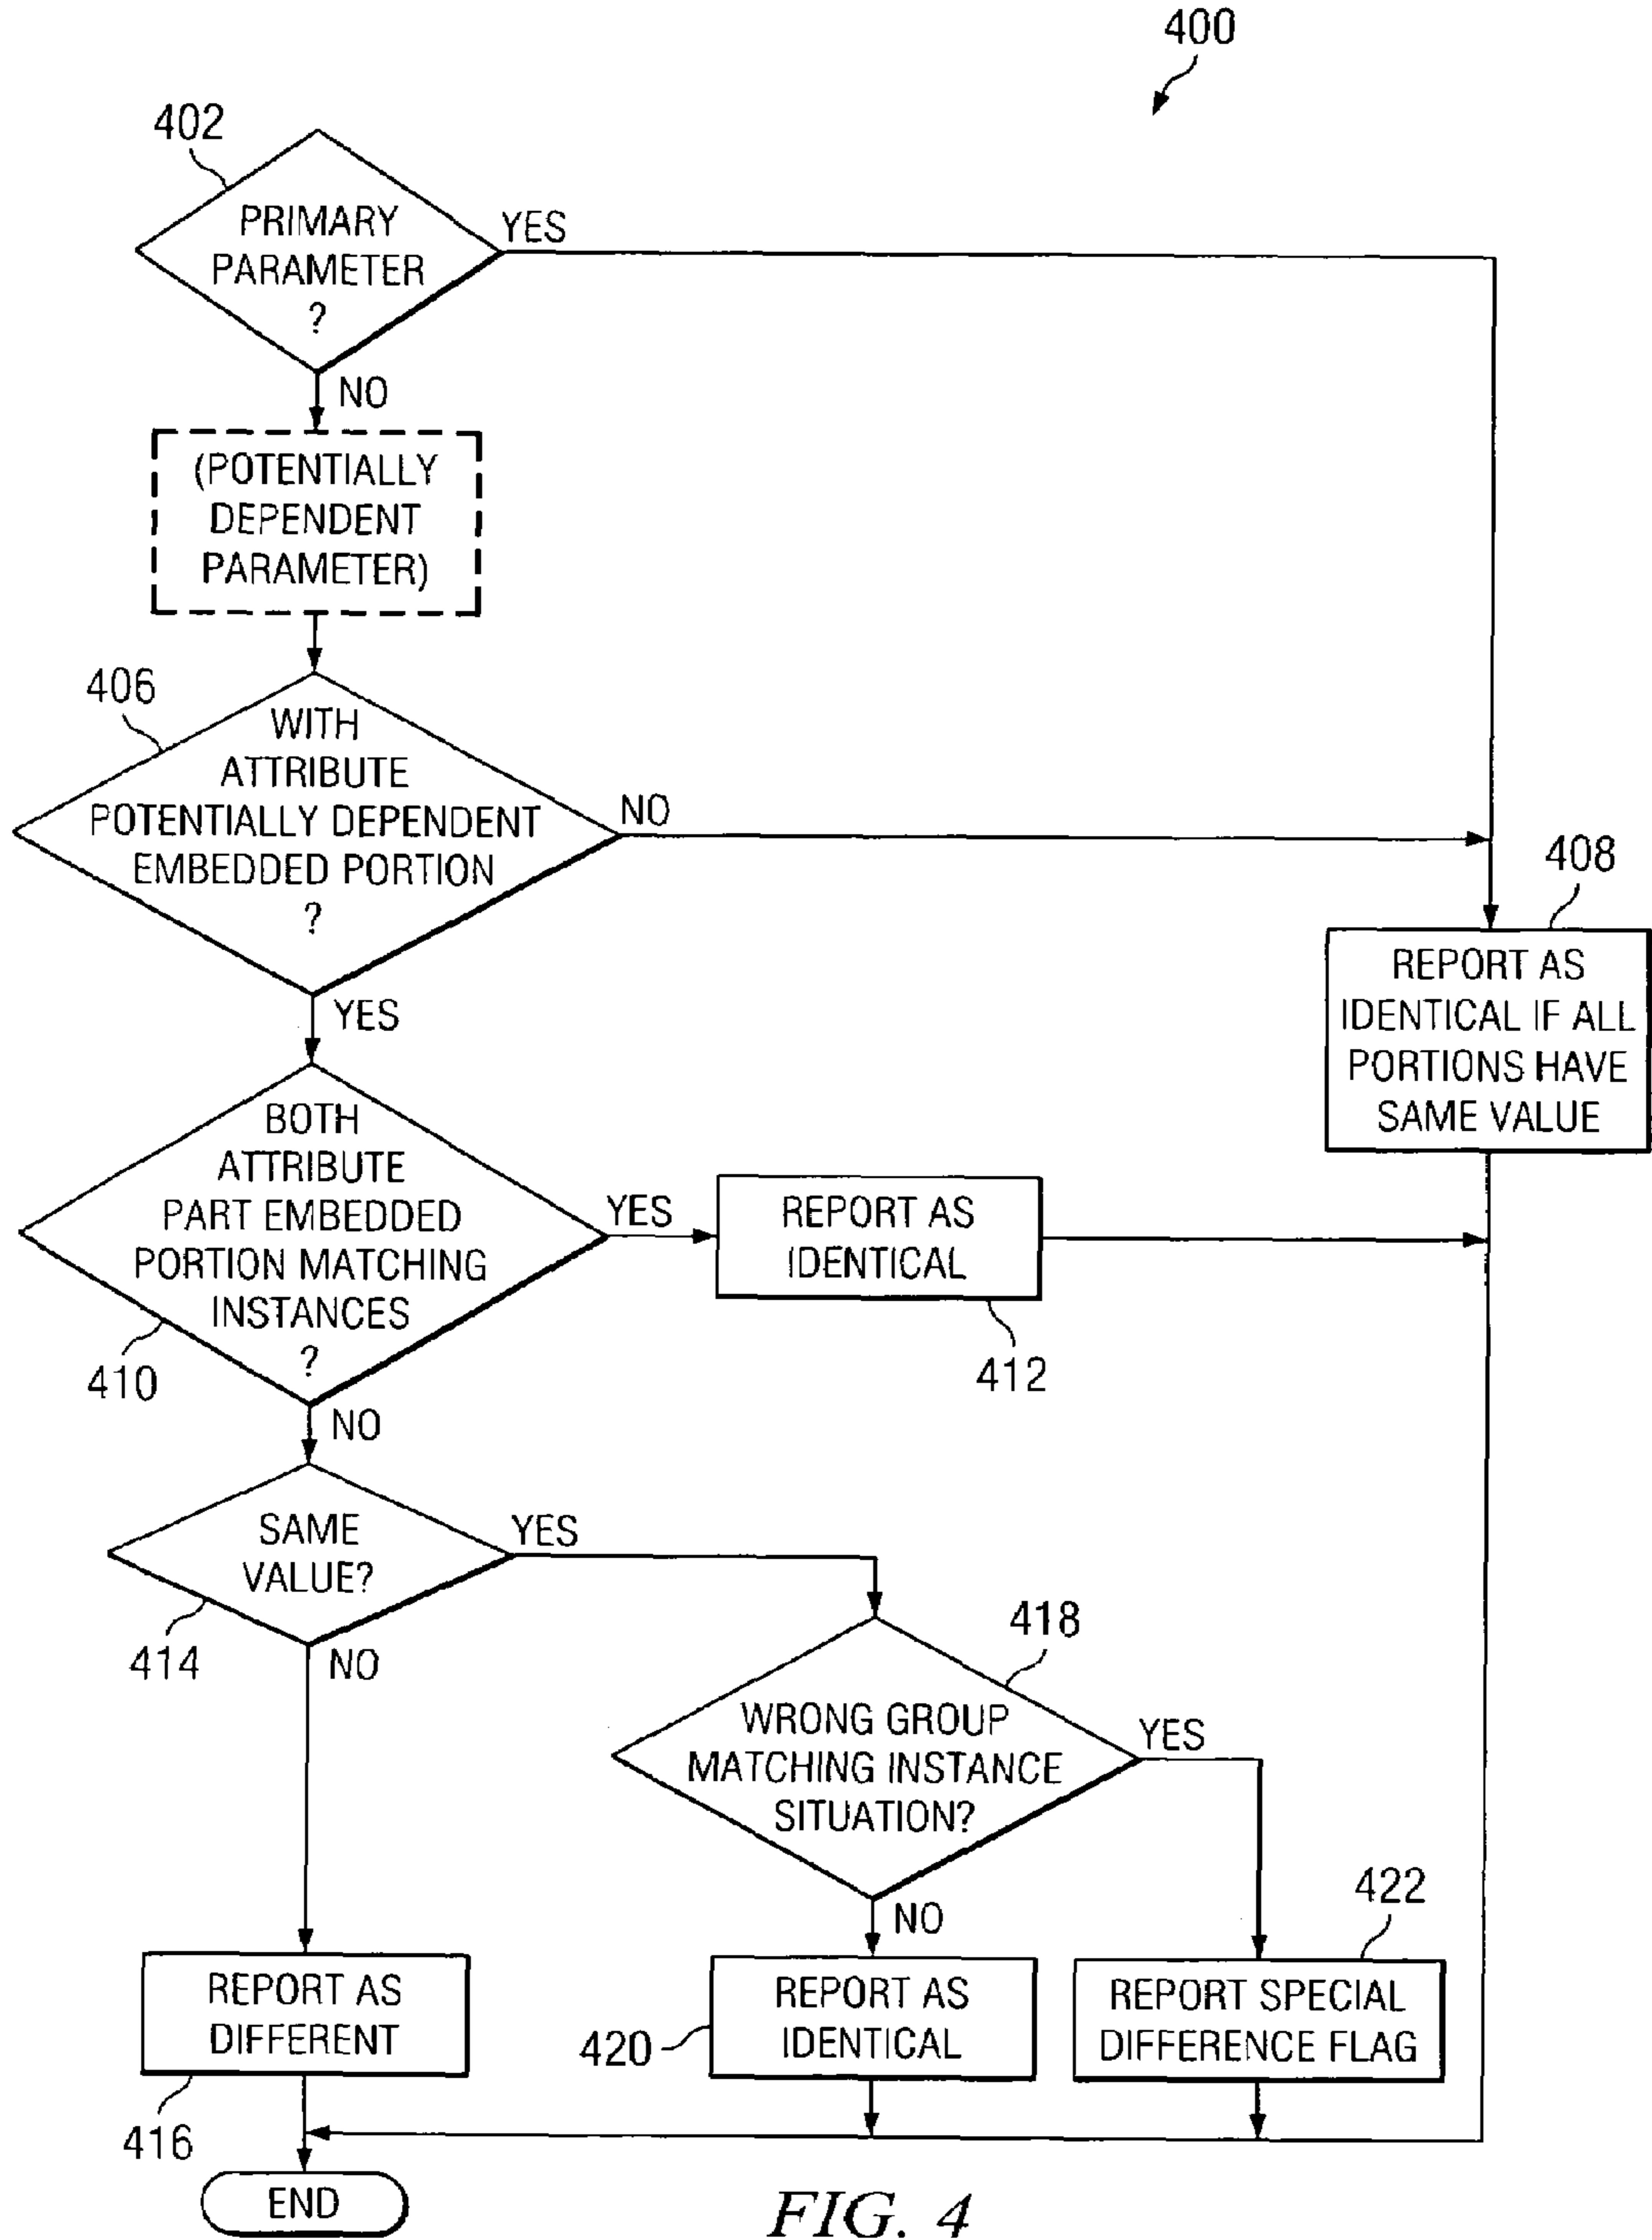 400
402
PRIMARY
PARAMETER
?
YES
NO
(POTENTIALLY
DEPENDENT
PARAMETER)
406
WITH
ATTRIBUTE
POTENTIALLY DEPENDENT
EMBEDDED PORTION
?
NO
YES
408
REPORT AS
IDENTICAL IF ALL
PORTIONS HAVE
SAME VALUE
BOTH
ATTRIBUTE
PART EMBEDDED
PORTION MATCHING
INSTANCES
?
410
YES
REPORT AS
IDENTICAL
412
NO
SAME
VALUE?
YES
414
NO
418
WRONG GROUP
MATCHING INSTANCE
SITUATION?
YES
NO
422
REPORT AS
DIFFERENT
416
REPORT AS
IDENTICAL
420
REPORT SPECIAL
DIFFERENCE FLAG
END
FIG. 4